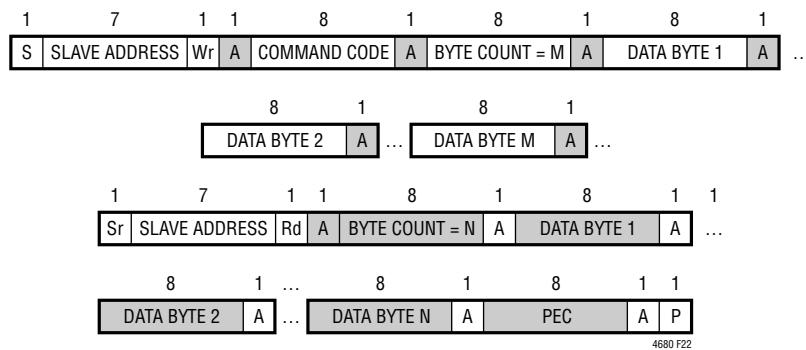 1 7 1 1 8 1 8 1 8 1
S SLAVE ADDRESS Wr A COMMAND CODE A BYTE COUNT = M A DATA BYTE 1 A ..
8 1 8 1
DATA BYTE 2 A … DATA BYTE M A …
1 7 1 1 8 1 8 1 1
Sr SLAVE ADDRESS Rd A BYTE COUNT = N A DATA BYTE 1 A …
8 1 … 8 1 8 1 1
DATA BYTE 2 A … DATA BYTE N A PEC A P
4680 F22